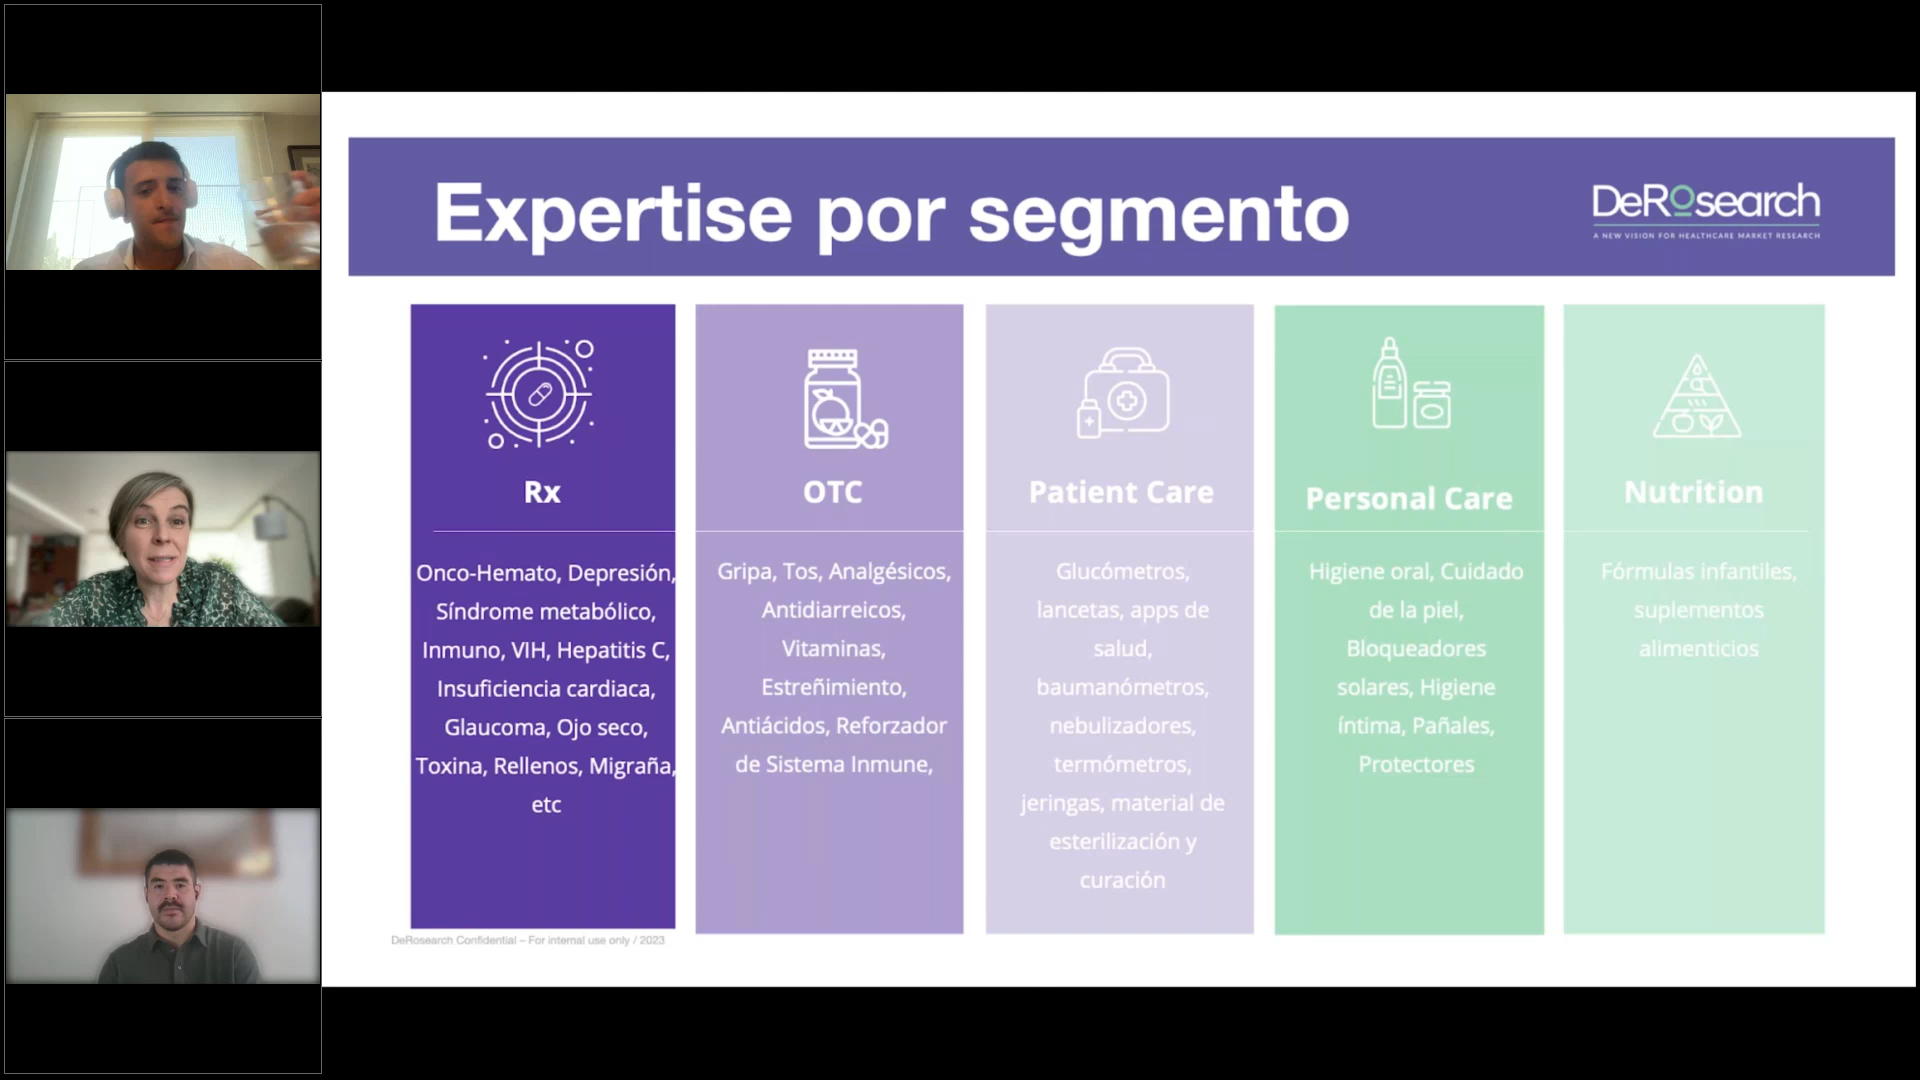 Expertise por segmento
DeRosearch
A NEW VISION FOR HEALTHCARE MARKET RESEARCH
Rx
Onco-Hemato, Depresión,
Síndrome metabólico,
Inmuno, VIH, Hepatitis C,
Insuficiencia cardiaca,
Glaucoma, Ojo seco,
Toxina, Rellenos, Migraña,
etc
OTC
Gripa, Tos, Analgésicos,
Antidiarreicos,
Vitaminas,
Estreñimiento,
Antiácidos, Reforzador
de Sistema Inmune,
Patient Care
Glucómetros,
lancetas, apps de
salud,
baumanómetros,
nebulizadores,
termómetros,
jeringas, material de
esterilización y
curación
Personal Care
Higiene oral, Cuidado
de la piel,
Bloqueadores
solares, Higiene
íntima, Pañales,
Protectores
Nutrition
Fórmulas infantiles,
suplementos
alimenticios
DeRosearch Confidential – For internal use only / 2023